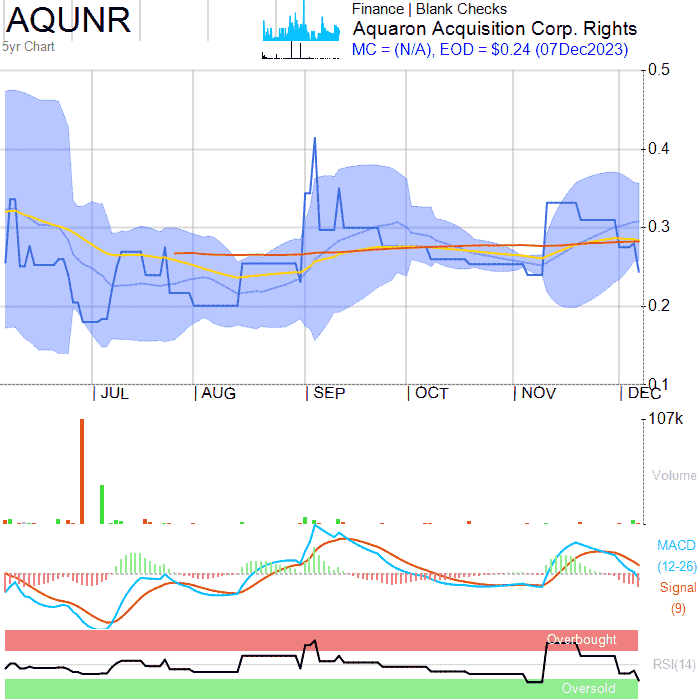 AQUNR
5yr Chart
Finance | Blank Checks
Aquaron Acquisition Corp. Rights
MC = (N/A), EOD = $0.24 (07Dec2023)
0.5
0.4
0.3
0.2
0.1
JUL AUG SEP OCT NOV DEC
107k
Volume
MACD
(12-26)
Signal
(9)
Overbought
RSI(14)
Oversold